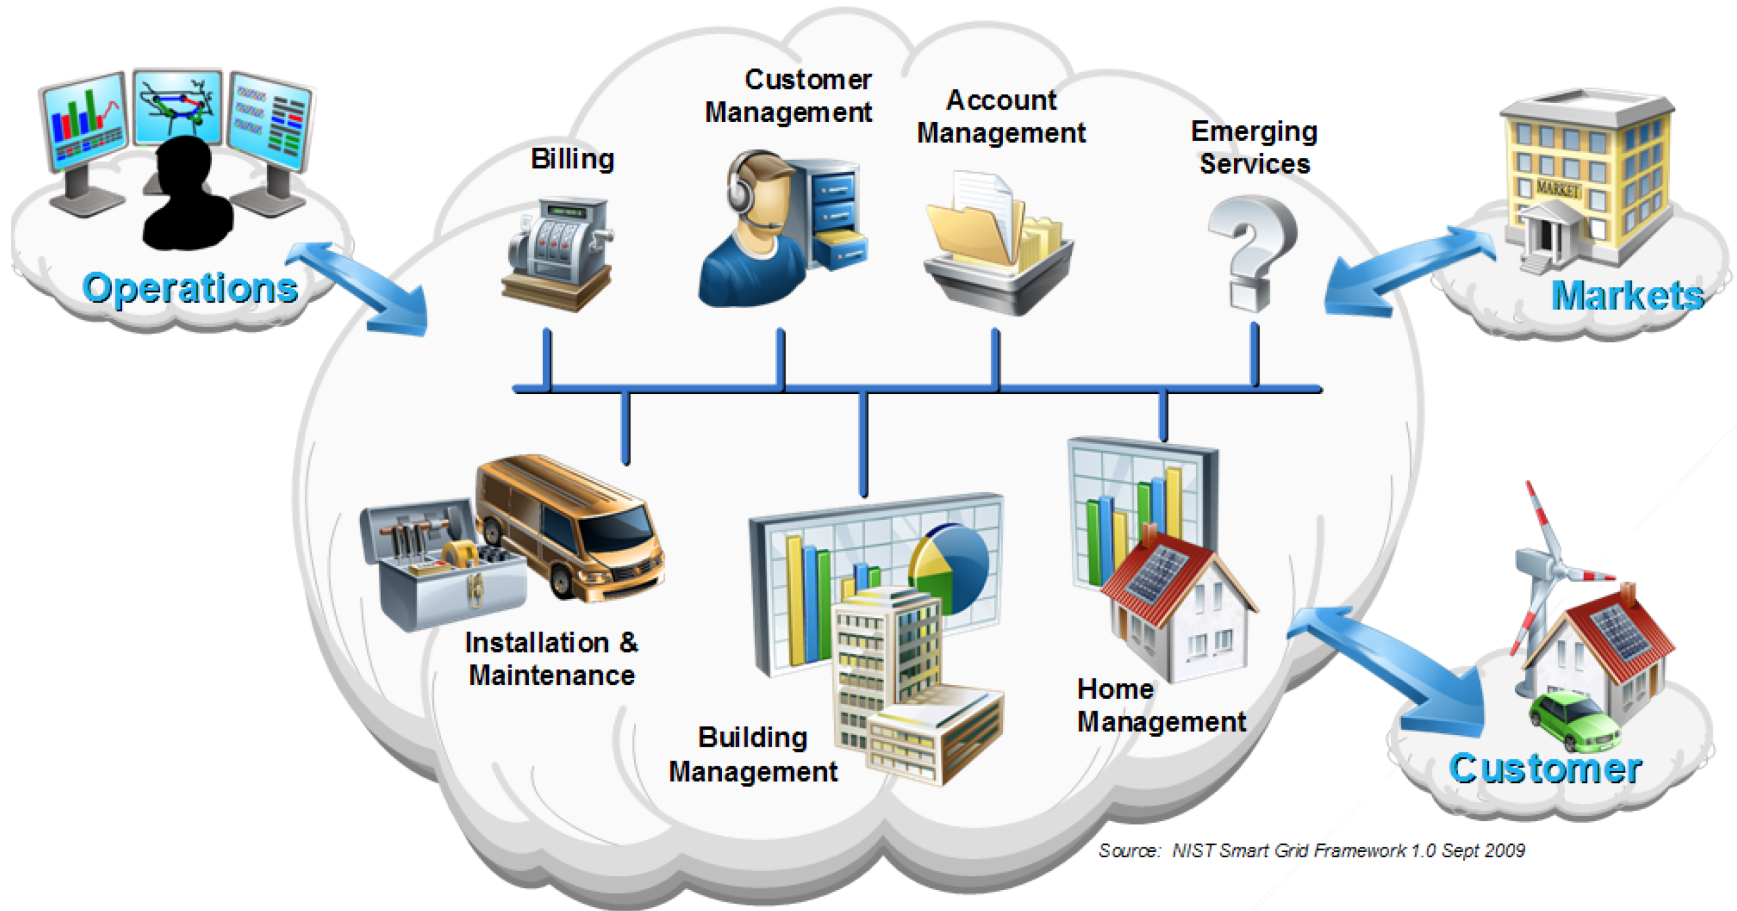 Customer
Management
Account
Management
Emerging
Services
Billing
MARKET
Operations
Markets
Installation &
Maintenance
Home
Management
Building
Management
Customer
Source: NIST Smart Grid Framework 1.0 Sept 2009